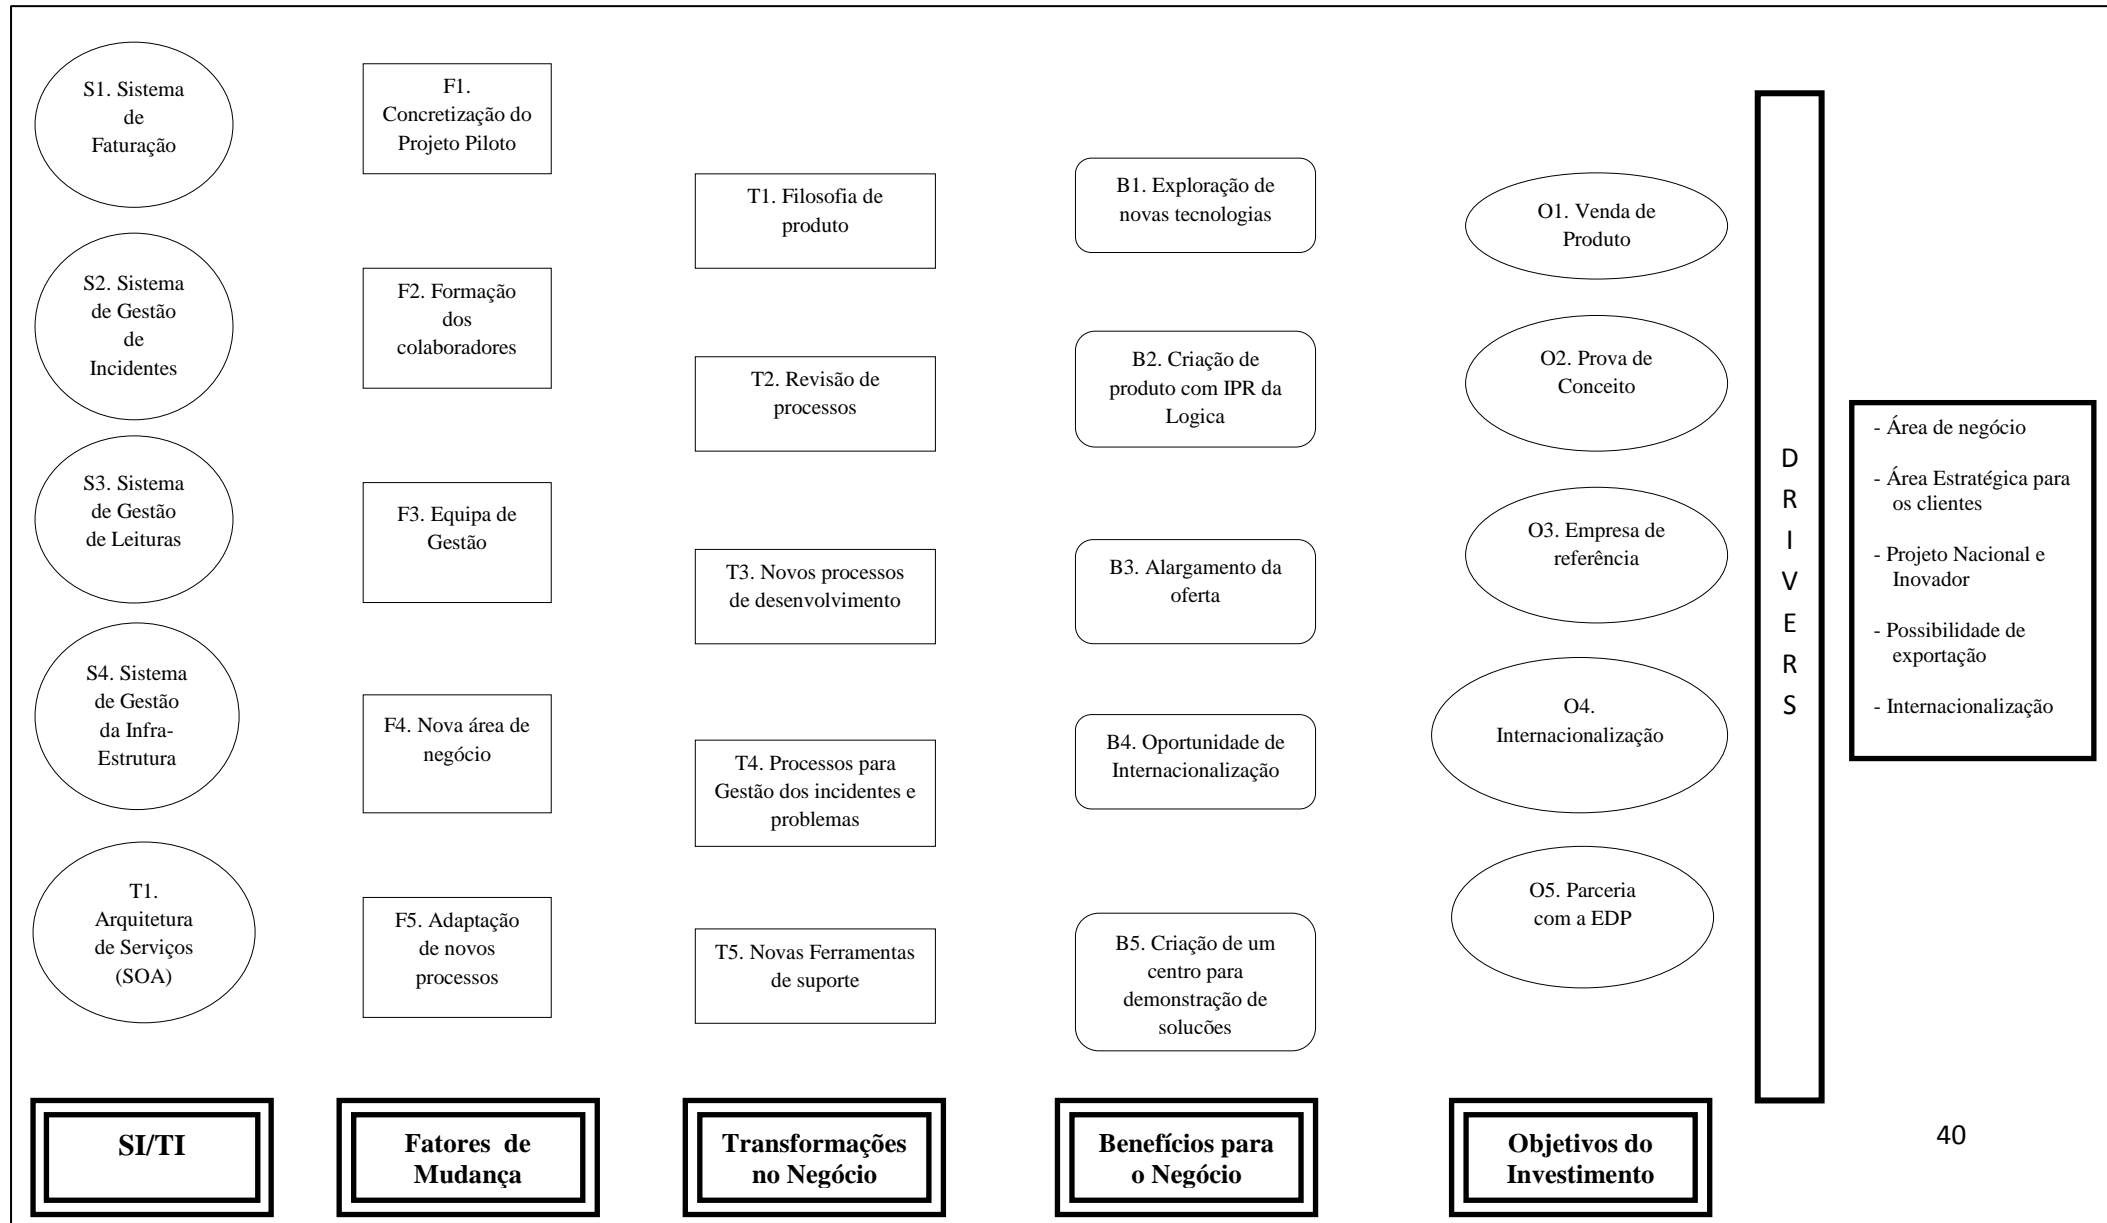 S1. Sistema
de
Faturação
S2. Sistema
de Gestão
de
Incidentes
S3. Sistema
de Gestão
de Leituras
S4. Sistema
de Gestão
da Infra-
Estrutura
T1.
Arquitetura
de Serviços
(SOA)
SI/TI
F1.
Concretização do
Projeto Piloto
F2. Formação
dos
colaboradores
F3. Equipa de
Gestão
F4. Nova área de
negócio
F5. Adaptação
de novos
processos
Fatores de
Mudança
T1. Filosofia de
produto
T2. Revisão de
processos
T3. Novos processos
de desenvolvimento
T4. Processos para
Gestão dos incidentes e
problemas
T5. Novas Ferramentas
de suporte
Transformações
no Negócio
B1. Exploração de
novas tecnologias
B2. Criação de
produto com IPR da
Logica
B3. Alargamento da
oferta
B4. Oportunidade de
Internacionalização
B5. Criação de um
centro para
demonstração de
soluções
Benefícios para
o Negócio
O1. Venda de
Produto
O2. Prova de
Conceito
O3. Empresa de
referência
O4.
Internacionalização
O5. Parceria
com a EDP
Objetivos do
Investimento
D
R
I
V
E
R
S
- Área de negócio
- Área Estratégica para
os clientes
- Projeto Nacional e
Inovador
- Possibilidade de
exportação
- Internacionalização
40